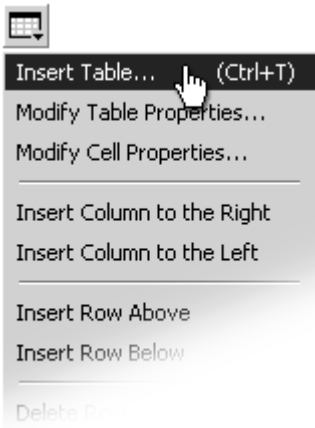 Insert Table... (Ctrl+T)
Modify Table Properties...
Modify Cell Properties...
Insert Column to the Right
Insert Column to the Left
Insert Row Above
Insert Row Below
Delete